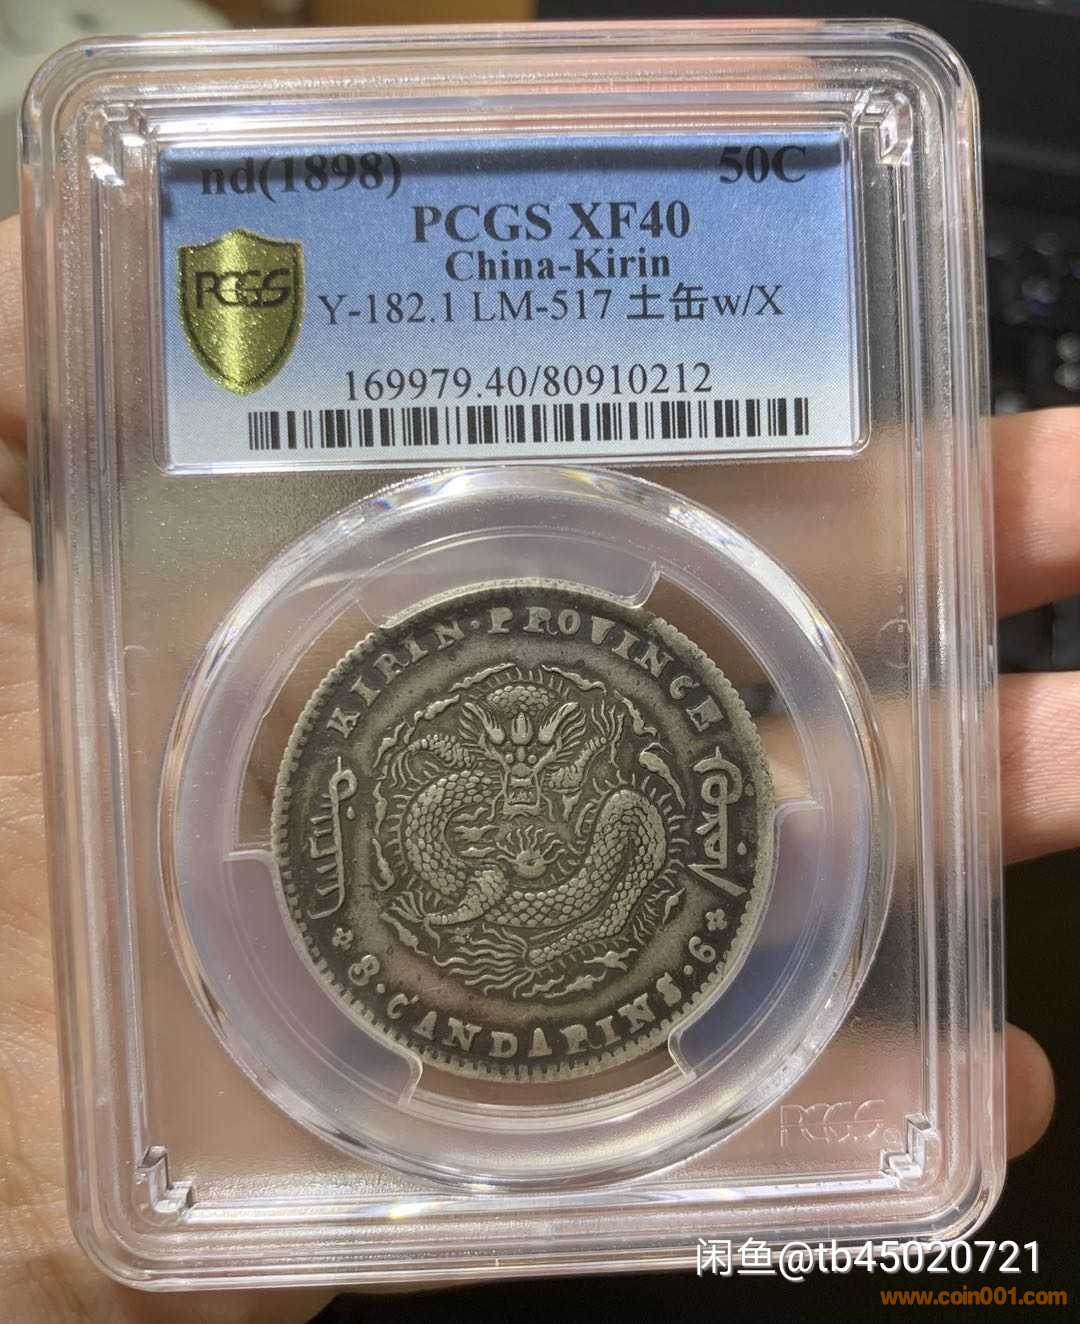 nd(1898) 50C
PCGS XF40
China-Kirin
PCGS
Y-182.1 LM-517 土缶w/X
169979.40/80910212
KIRIN·PROVINCE
3·CANDARINS·6
PCGS
闲鱼@tb45020721
www.coin001.com